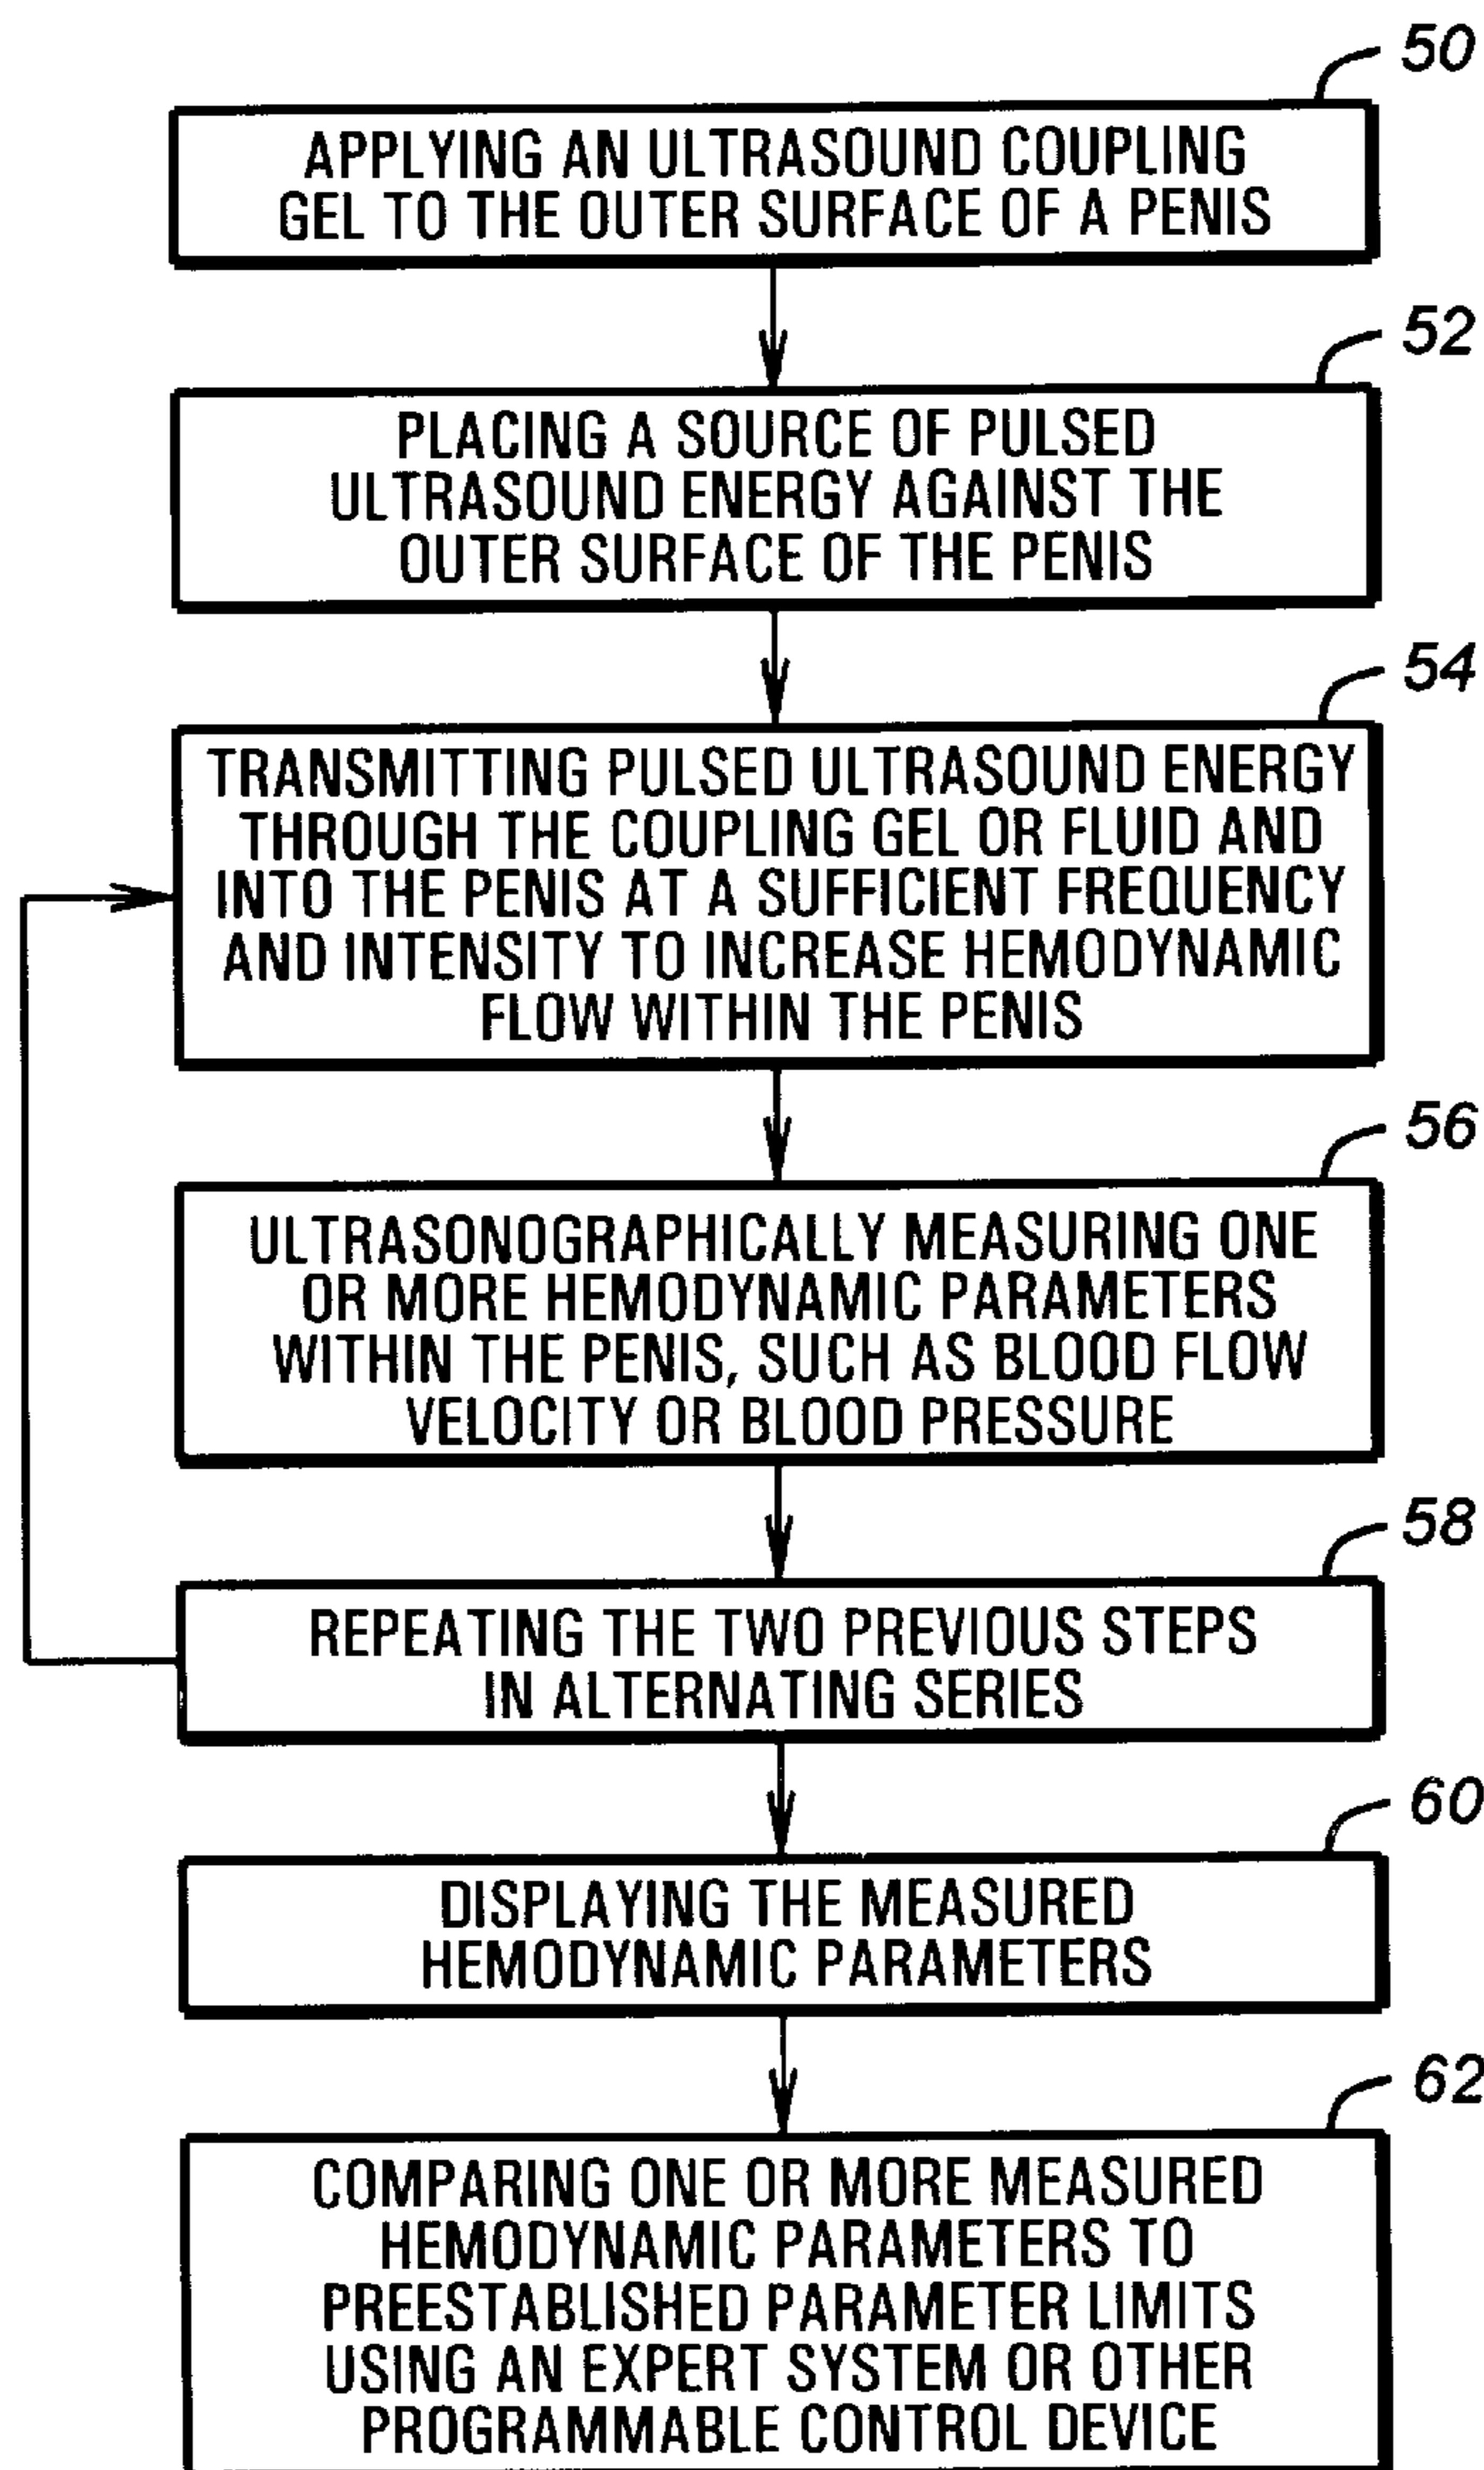 50
APPLYING AN ULTRASOUND COUPLING
GEL TO THE OUTER SURFACE OF A PENIS
52
PLACING A SOURCE OF PULSED
ULTRASOUND ENERGY AGAINST THE
OUTER SURFACE OF THE PENIS
54
TRANSMITTING PULSED ULTRASOUND ENERGY
THROUGH THE COUPLING GEL OR FLUID AND
INTO THE PENIS AT A SUFFICIENT FREQUENCY
AND INTENSITY TO INCREASE HEMODYNAMIC
FLOW WITHIN THE PENIS
56
ULTRASONOGRAPHICALLY MEASURING ONE
OR MORE HEMODYNAMIC PARAMETERS
WITHIN THE PENIS, SUCH AS BLOOD FLOW
VELOCITY OR BLOOD PRESSURE
58
REPEATING THE TWO PREVIOUS STEPS
IN ALTERNATING SERIES
60
DISPLAYING THE MEASURED
HEMODYNAMIC PARAMETERS
62
COMPARING ONE OR MORE MEASURED
HEMODYNAMIC PARAMETERS TO
PREESTABLISHED PARAMETER LIMITS
USING AN EXPERT SYSTEM OR OTHER
PROGRAMMABLE CONTROL DEVICE